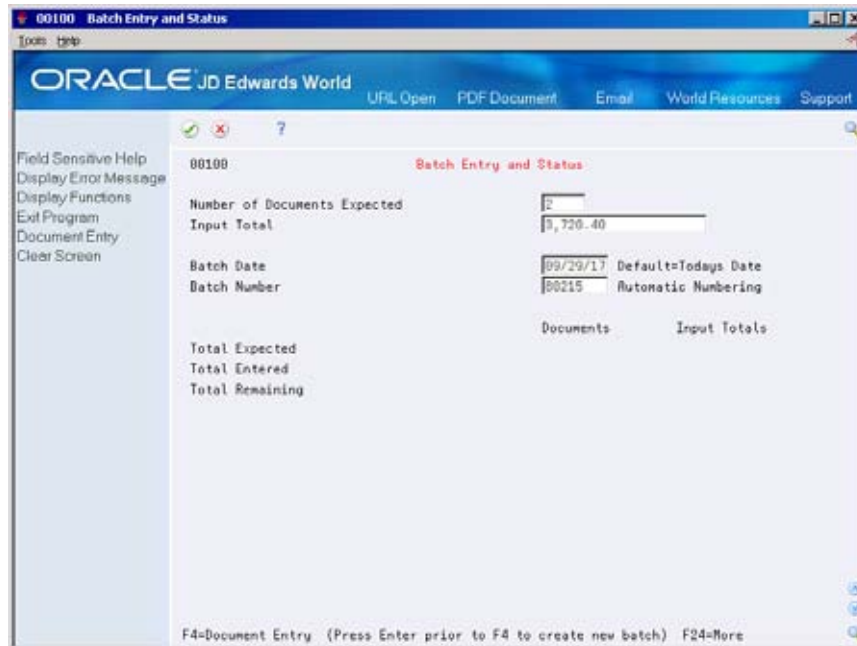 00100 Batch Entry and Status
Tools Help
ORACLE JD Edwards World
URL Open PDF Document Email World Resources Support
?
Field Sensitive Help
Display Error Message
Display Functions
Exit Program
Document Entry
Clear Screen
00100 Batch Entry and Status
Number of Documents Expected 2
Input Total 3,720.40
Batch Date 09/29/17 Default=Todays Date
Batch Number 80215 Automatic Numbering
Documents Input Totals
Total Expected
Total Entered
Total Remaining
F4=Document Entry (Press Enter prior to F4 to create new batch) F24=More